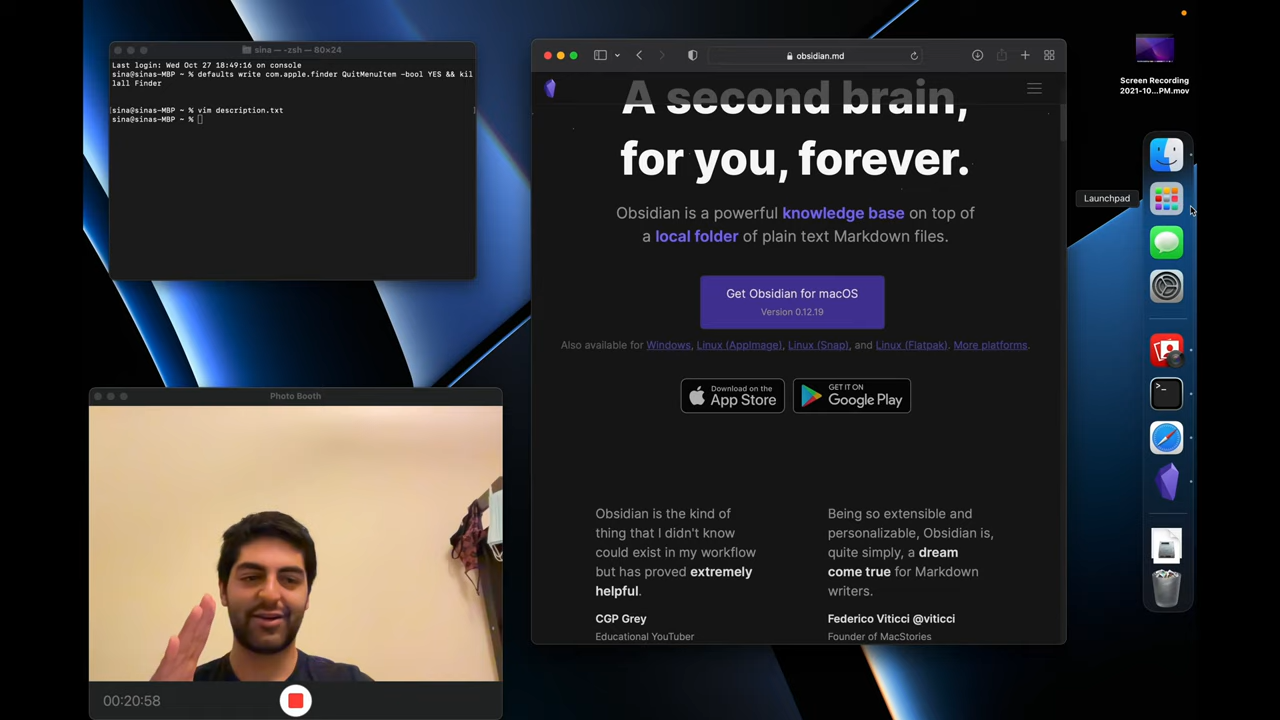 sina — -zsh — 80×24
Last login: Wed Oct 27 18:49:16 on console
sina@sinas-MBP ~ % defaults write com.apple.finder QuitMenuItem -bool YES && kil
lall Finder
sina@sinas-MBP ~ % vim description.txt
sina@sinas-MBP ~ %
obsidian.md
A second brain,
for you, forever.
Obsidian is a powerful knowledge base on top of
a local folder of plain text Markdown files.
Get Obsidian for macOS
Version 0.12.19
Also available for Windows, Linux (AppImage), Linux (Snap), and Linux (Flatpak). More platforms.
Download on the
App Store
GET IT ON
Google Play
Obsidian is the kind of
thing that I didn't know
could exist in my workflow
but has proved extremely
helpful.
CGP Grey
Educational YouTuber
Being so extensible and
personalizable, Obsidian is,
quite simply, a dream
come true for Markdown
writers.
Federico Viticci @viticci
Founder of MacStories
Screen Recording
2021-10...PM.mov
Launchpad
Photo Booth
00:20:58